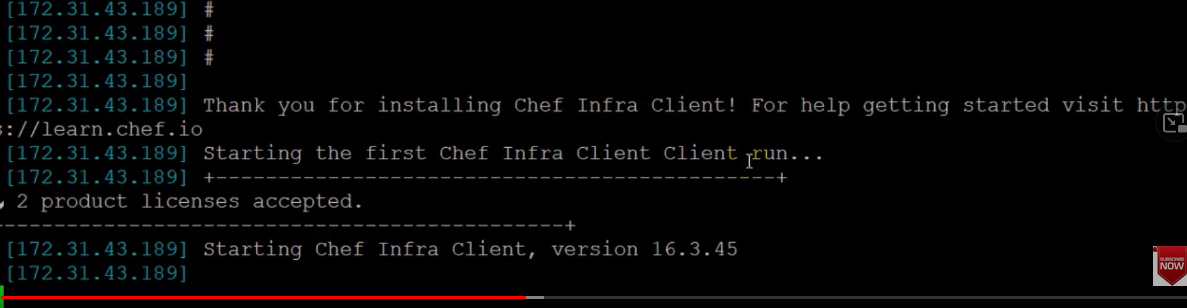 [172.31.43.189] #
[172.31.43.189] #
[172.31.43.189] #
[172.31.43.189]
[172.31.43.189] Thank you for installing Chef Infra Client! For help getting started visit http
s://learn.chef.io
[172.31.43.189] Starting the first Chef Infra Client Client run...
[172.31.43.189] +---------------------------------------------+
✔ 2 product licenses accepted.
----------------------------------------------+
[172.31.43.189] Starting Chef Infra Client, version 16.3.45
[172.31.43.189]
SUBSCRIBE
NOW